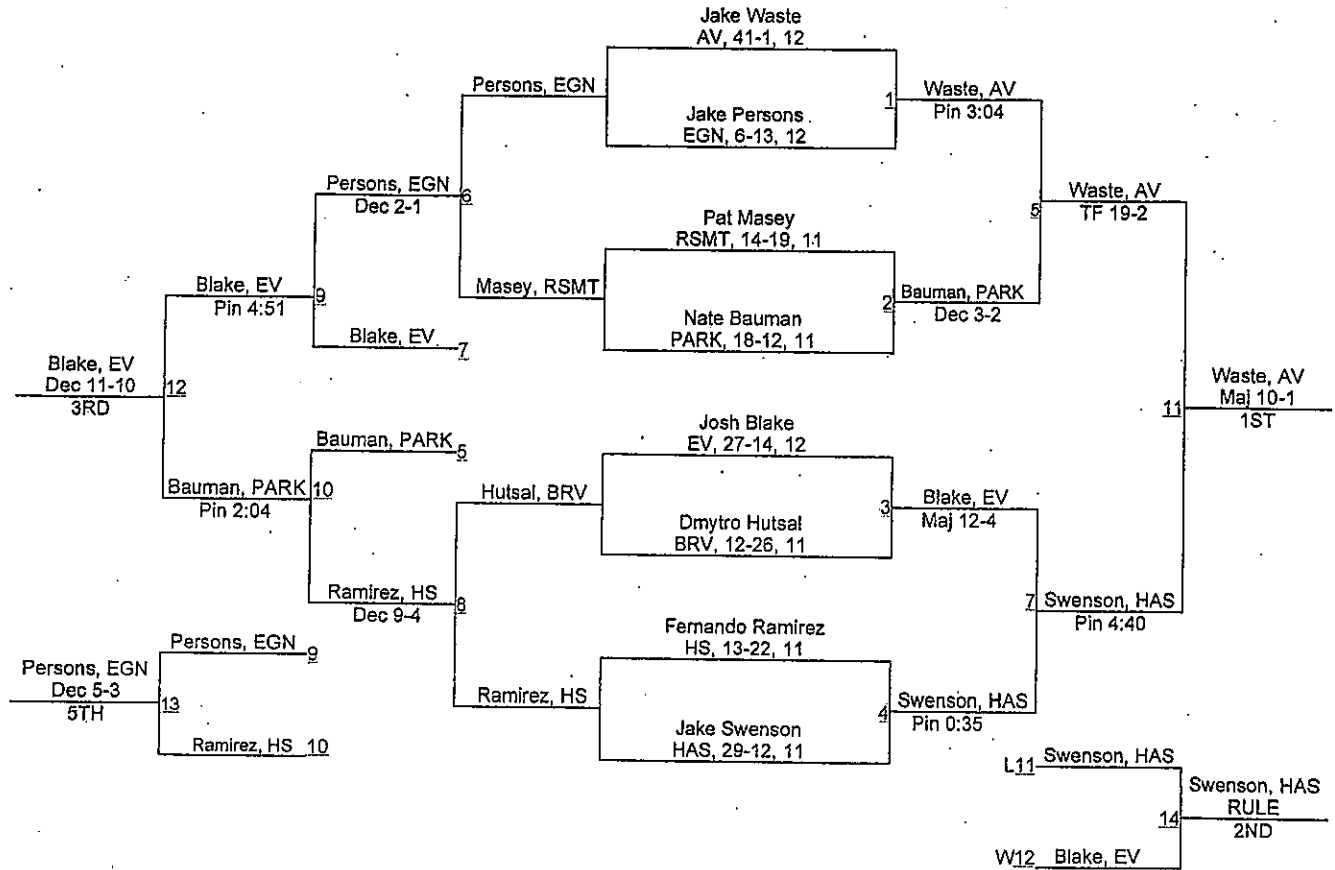 Jake Waste
AV, 41-1, 12
Persons, EGN
1
Waste, AV
Pin 3:04
Jake Persons
EGN, 6-13, 12
Persons, EGN
Dec 2-1
6
Waste, AV
TF 19-2
5
Pat Masey
RSMT, 14-19, 11
Masey, RSMT
2
Bauman, PARK
Dec 3-2
Nate Bauman
PARK, 18-12, 11
Blake, EV
Pin 4:51
9
Blake, EV
7
Blake, EV
Dec 11-10
3RD
12
Waste, AV
Maj 10-1
1ST
11
Bauman, PARK
5
Josh Blake
EV, 27-14, 12
Bauman, PARK
Pin 2:04
10
Hutsal, BRV
3
Blake, EV
Maj 12-4
Dmytro Hutsal
BRV, 12-26, 11
Ramirez, HS
Dec 9-4
8
7
Swenson, HAS
Pin 4:40
Fernando Ramirez
HS, 13-22, 11
Persons, EGN
9
Persons, EGN
Dec 5-3
5TH
13
Ramirez, HS
4
Swenson, HAS
Pin 0:35
Jake Swenson
HAS, 29-12, 11
Ramirez, HS 10
L11 Swenson, HAS
Swenson, HAS
RULE
2ND
14
W12 Blake, EV